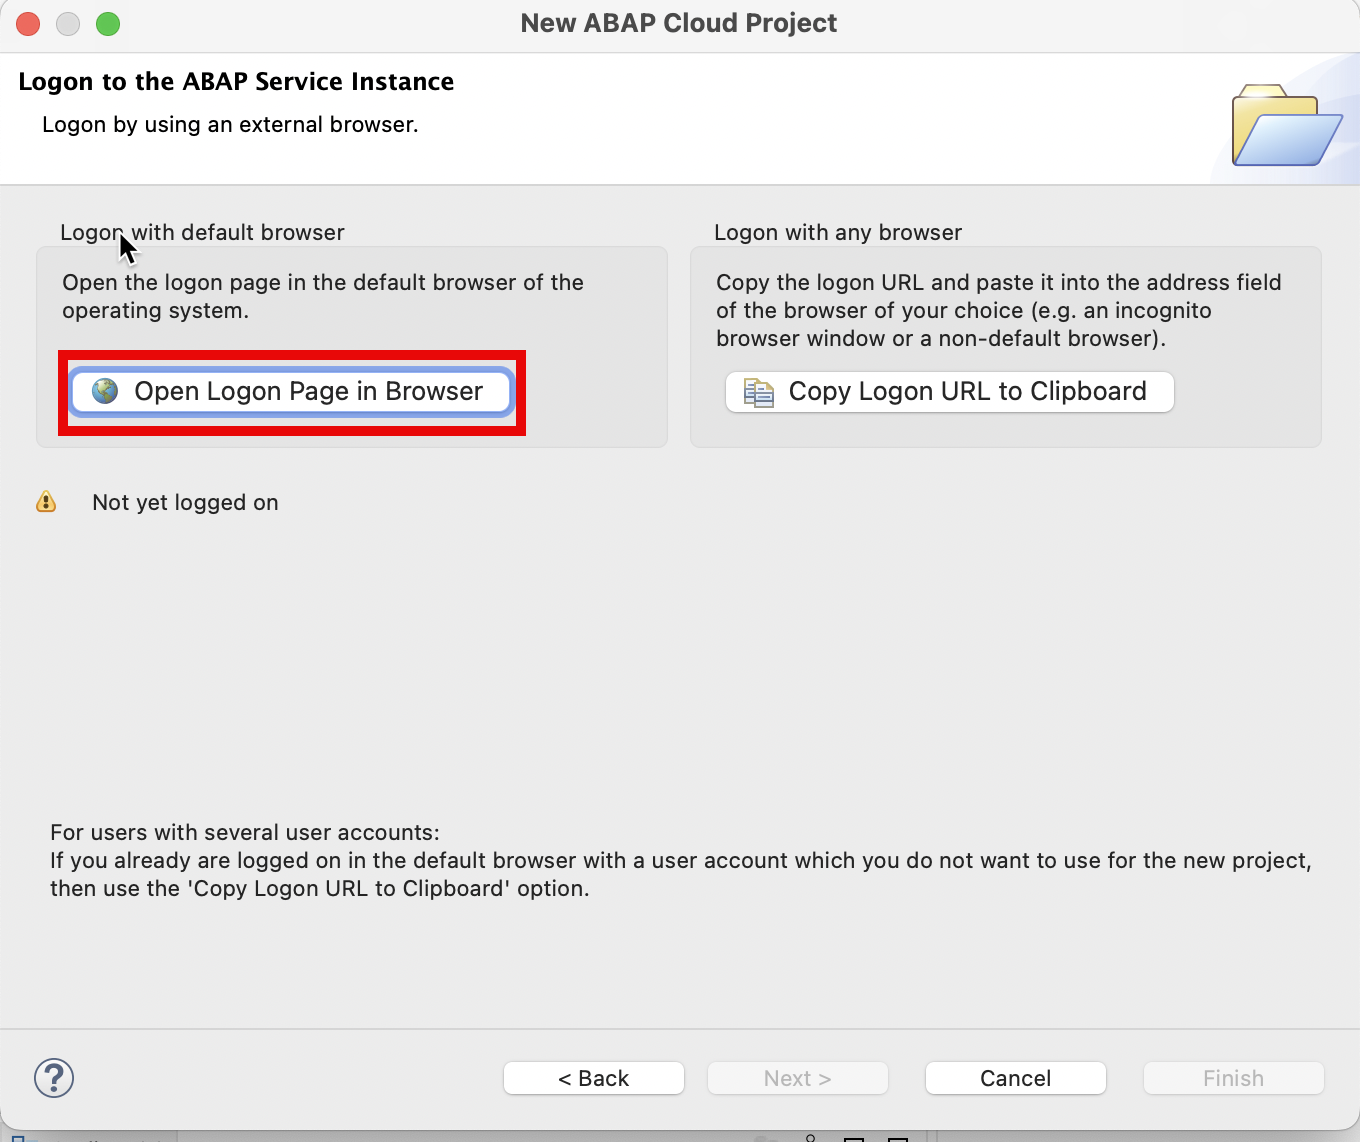 New ABAP Cloud Project
Logon to the ABAP Service Instance
Logon by using an external browser.
Logon with default browser
Open the logon page in the default browser of the
operating system.
Open Logon Page in Browser
Logon with any browser
Copy the logon URL and paste it into the address field
of the browser of your choice (e.g. an incognito
browser window or a non-default browser).
Copy Logon URL to Clipboard
Not yet logged on
For users with several user accounts:
If you already are logged on in the default browser with a user account which you do not want to use for the new project,
then use the 'Copy Logon URL to Clipboard' option.
?
< Back
Next >
Cancel
Finish